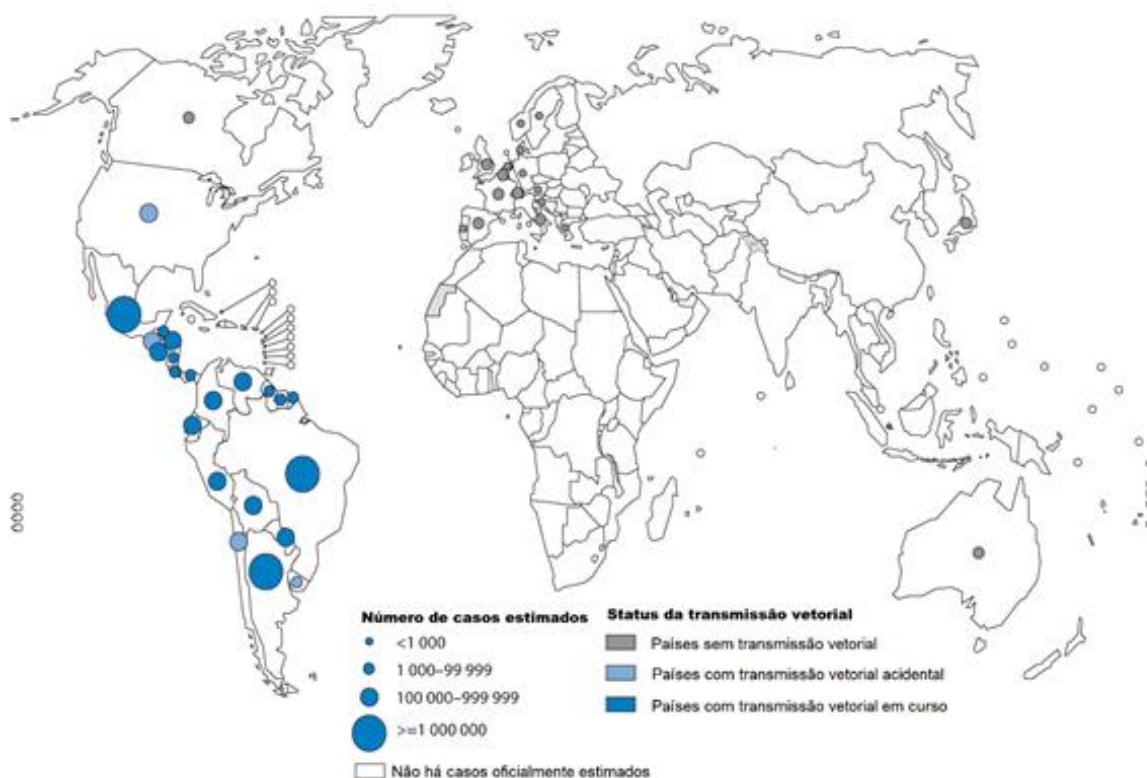 Número de casos estimados
<1 000
1 000–99 999
100 000–999 999
>=1 000 000
Não há casos oficialmente estimados
Status da transmissão vetorial
Países sem transmissão vetorial
Países com transmissão vetorial acidental
Países com transmissão vetorial em curso